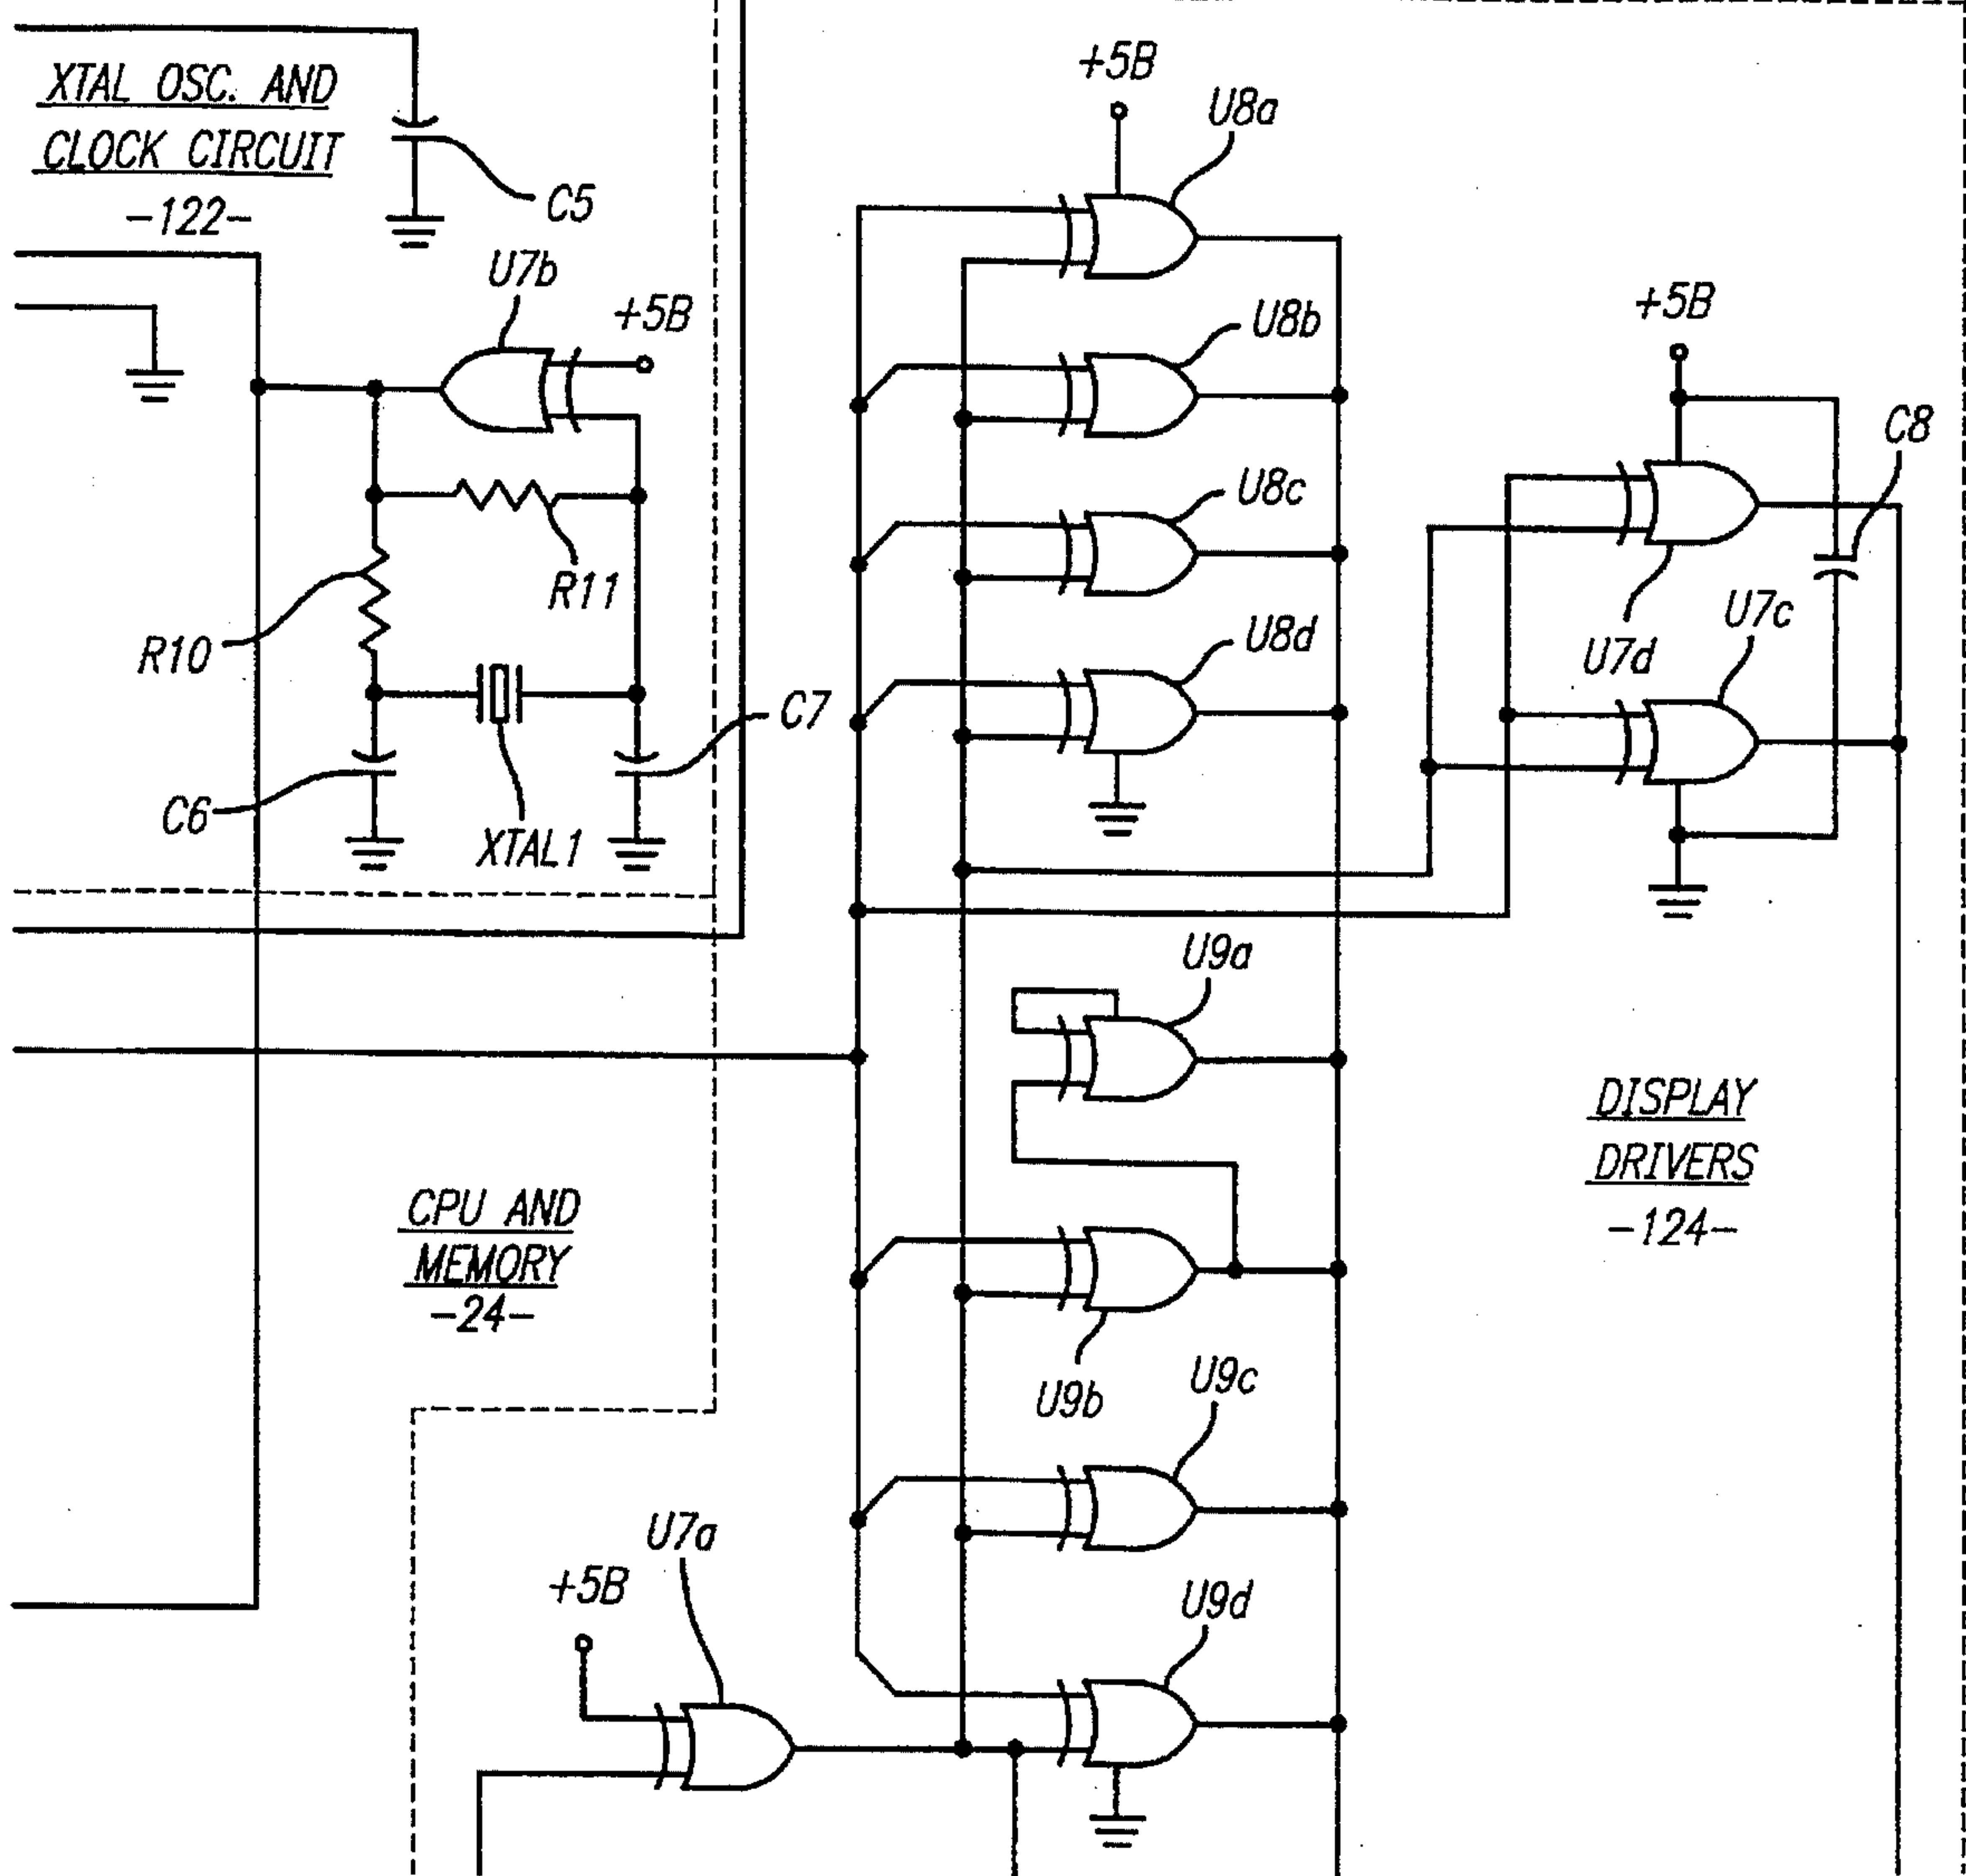 XTAL OSC. AND
CLOCK CIRCUIT
-122-
C5
U7b
+5B
R11
R10
C7
C6
XTAL1
+5B
U8a
U8b
U8c
U8d
+5B
C8
U7d
U7c
U9a
U9b
U9c
U9d
DISPLAY
DRIVERS
-124-
CPU AND
MEMORY
-24-
U7a
+5B